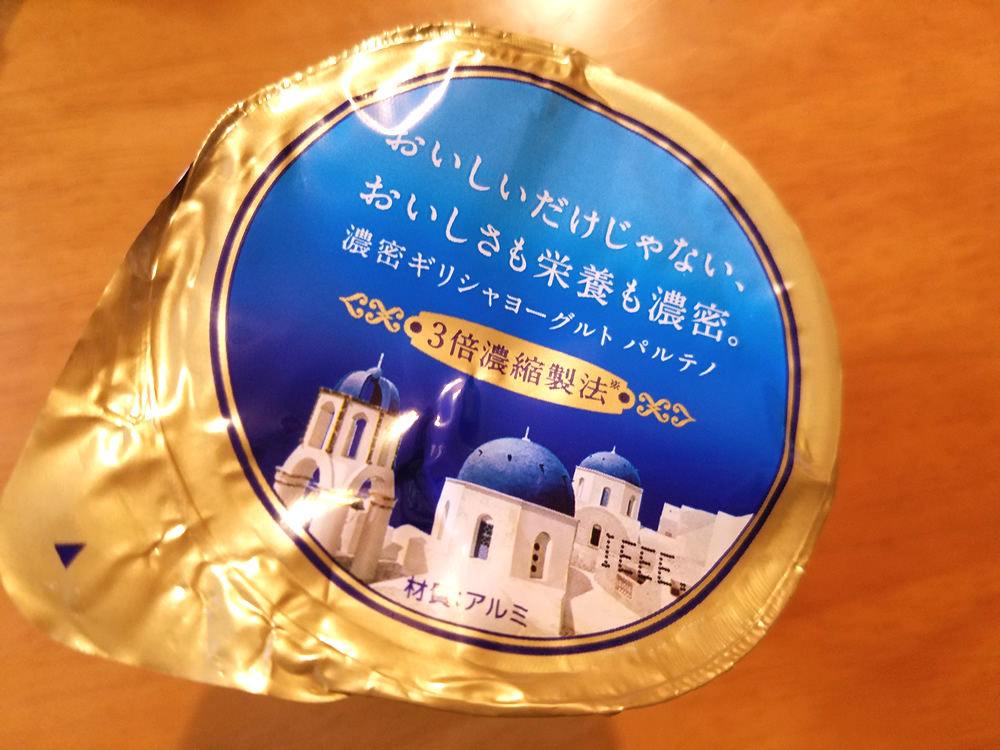 おいしいだけじゃない、
おいしさも栄養も濃密。
濃密ギリシャヨーグルト パルテノ
3倍濃縮製法※
IEEE.
材質:アルミ